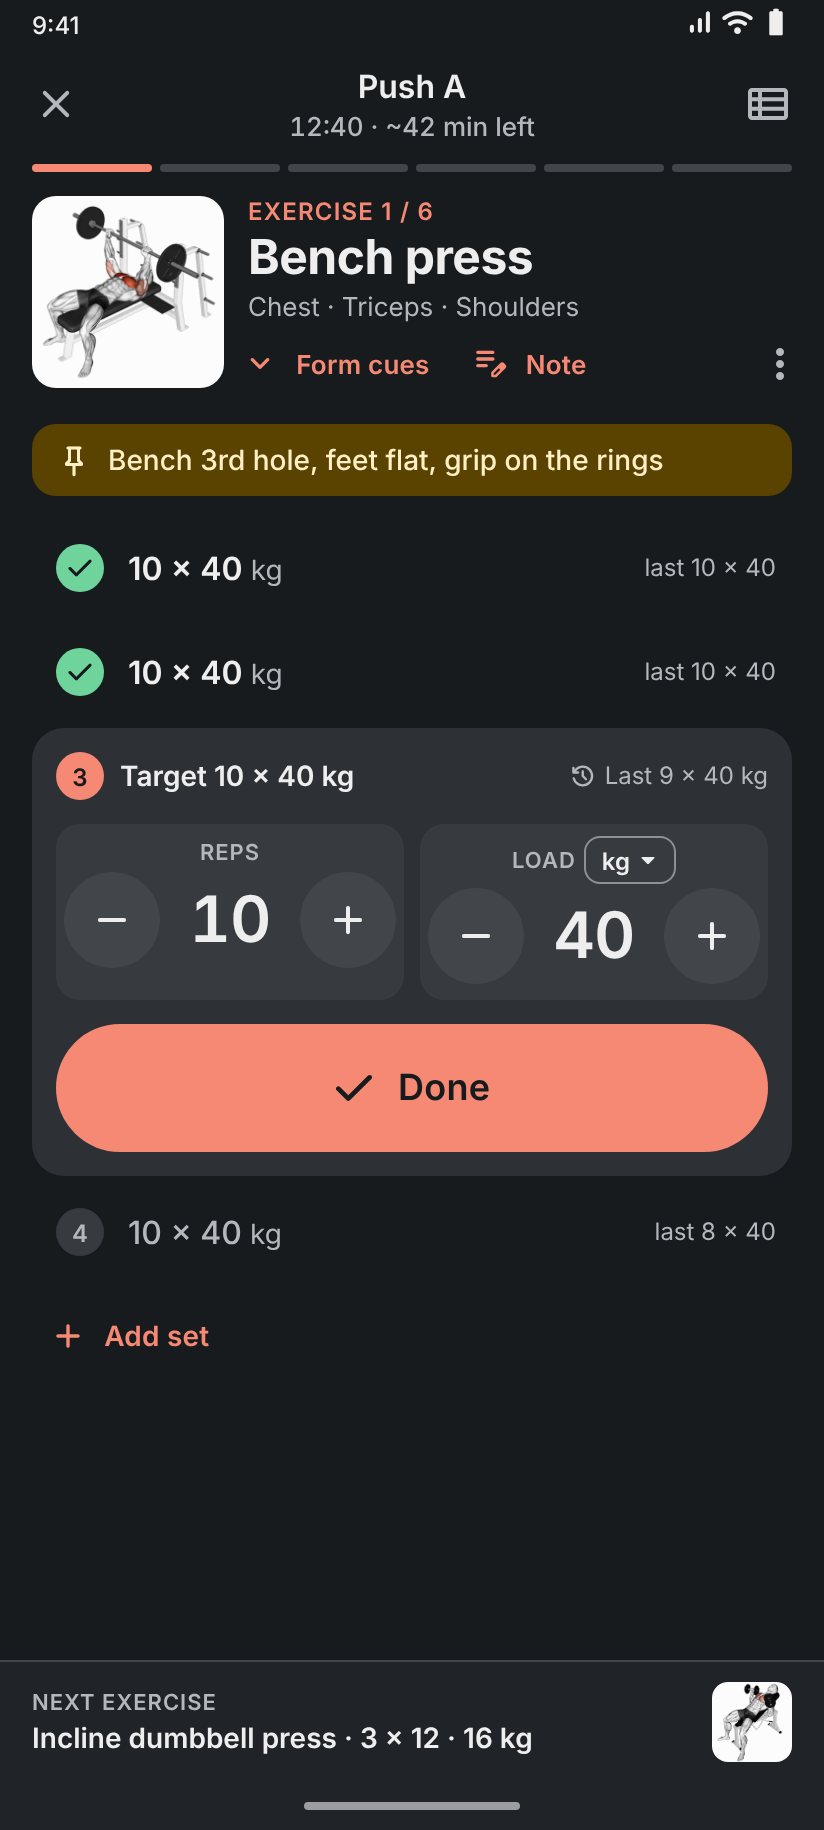 9:41
Push A
12:40 · ~42 min left
EXERCISE 1 / 6
Bench press
Chest · Triceps · Shoulders
Form cues
Note
Bench 3rd hole, feet flat, grip on the rings
10 × 40 kg
last 10 × 40
10 × 40 kg
last 10 × 40
3
Target 10 × 40 kg
Last 9 × 40 kg
REPS
LOAD
kg
− 10 +
− 40 +
Done
4
10 × 40 kg
last 8 × 40
+ Add set
NEXT EXERCISE
Incline dumbbell press · 3 × 12 · 16 kg